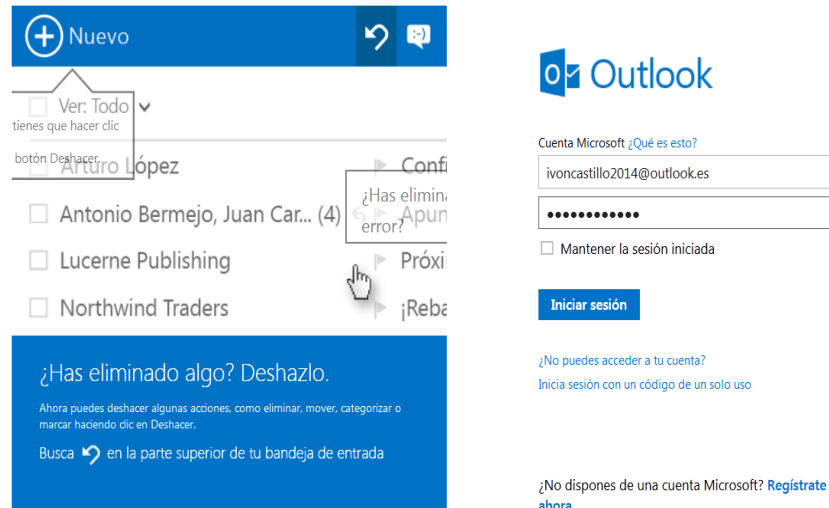 Nuevo
Ver: Todo
tienes que hacer clic
botón Deshacer.
Arturo López
Confi
¿Has elimina
error?
Antonio Bermejo, Juan Car... (4)
Apun
Lucerne Publishing
Próxi
Northwind Traders
¡Reba
¿Has eliminado algo? Deshazlo.
Ahora puedes deshacer algunas acciones, como eliminar, mover, categorizar o
marcar haciendo clic en Deshacer.
Busca en la parte superior de tu bandeja de entrada
Outlook
Cuenta Microsoft ¿Qué es esto?
ivoncastillo2014@outlook.es
Mantener la sesión iniciada
Iniciar sesión
¿No puedes acceder a tu cuenta?
Inicia sesión con un código de un solo uso
¿No dispones de una cuenta Microsoft? Regístrate
ahora